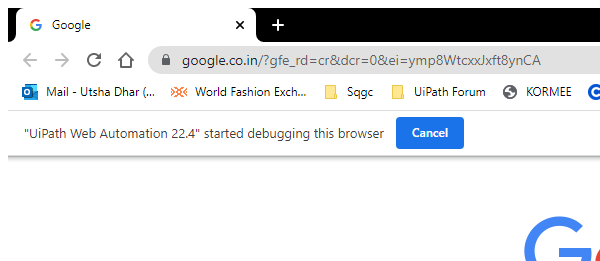 Google
google.co.in/?gfe_rd=cr&dcr=0&ei=ymp8WtcxxJxft8ynCA
Mail - Utsha Dhar (... World Fashion Exch... Sqgc UiPath Forum KORMEE
"UiPath Web Automation 22.4" started debugging this browser Cancel
G